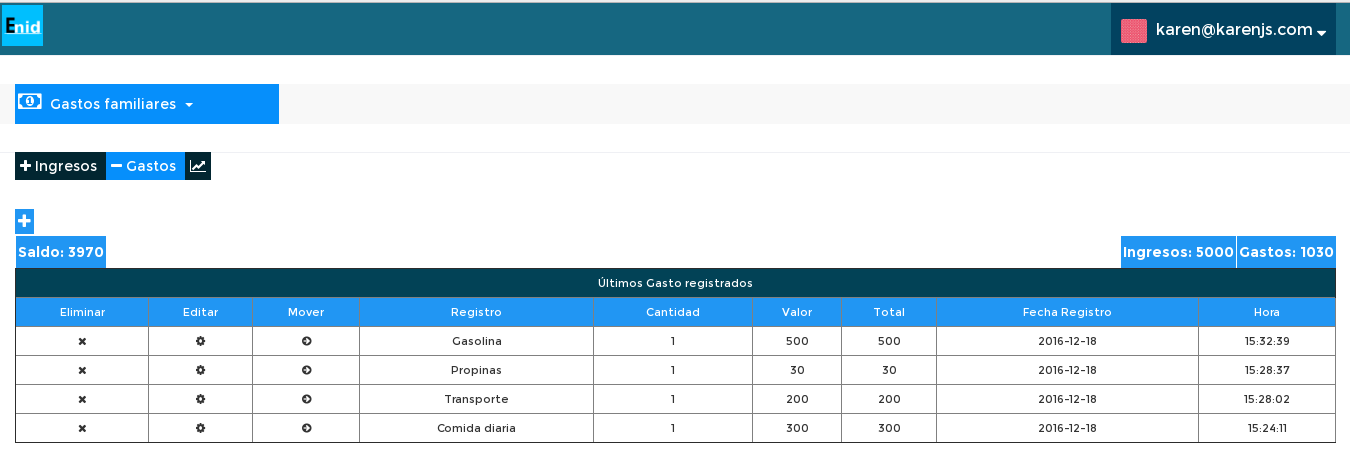 Enid
karen@karenjs.com
Gastos familiares
Ingresos Gastos
Saldo: 3970 Ingresos: 5000 Gastos: 1030
Últimos Gasto registrados
Eliminar Editar Mover Registro Cantidad Valor Total Fecha Registro Hora
Gasolina 1 500 500 2016-12-18 15:32:39
Propinas 1 30 30 2016-12-18 15:28:37
Transporte 1 200 200 2016-12-18 15:28:02
Comida diaria 1 300 300 2016-12-18 15:24:11